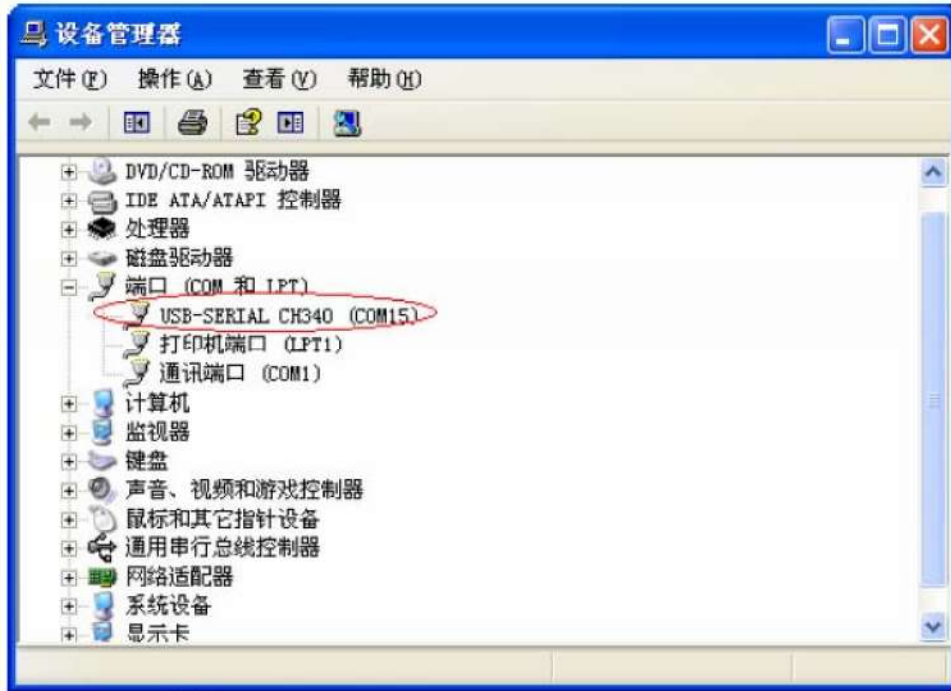 设备管理器
文件(F) 操作(A) 查看(V) 帮助(H)
DVD/CD-ROM 驱动器
IDE ATA/ATAPI 控制器
处理器
磁盘驱动器
端口 (COM 和 LPT)
USB-SERIAL CH340 (COM15)
打印机端口 (LPT1)
通讯端口 (COM1)
计算机
监视器
键盘
声音、视频和游戏控制器
鼠标和其它指针设备
通用串行总线控制器
网络适配器
系统设备
显示卡